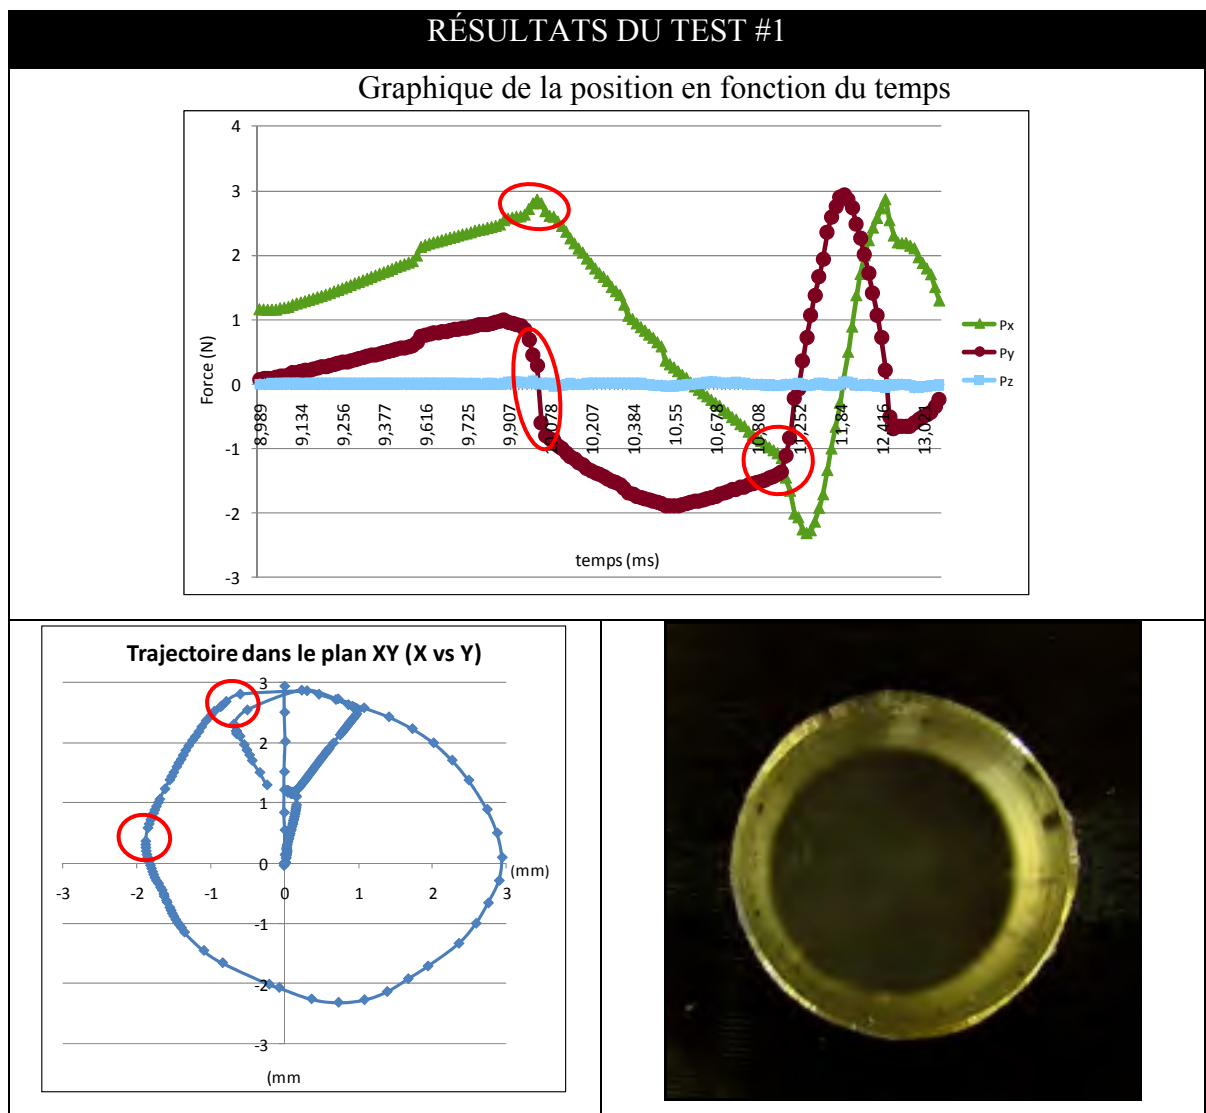 RÉSULTATS DU TEST #1
Graphique de la position en fonction du temps
4
3
2
1
0
-1
-2
-3
Force (N)
8,989
9,134
9,256
9,377
9,616
9,725
9,907
10,078
10,207
10,384
10,55
10,678
10,808
11,252
11,84
12,416
13,021
temps (ms)
Px
Py
Pz
Trajectoire dans le plan XY (X vs Y)
3
2
1
0
-1
-2
-3
-3 -2 -1 0 1 2 3
(mm)
(mm